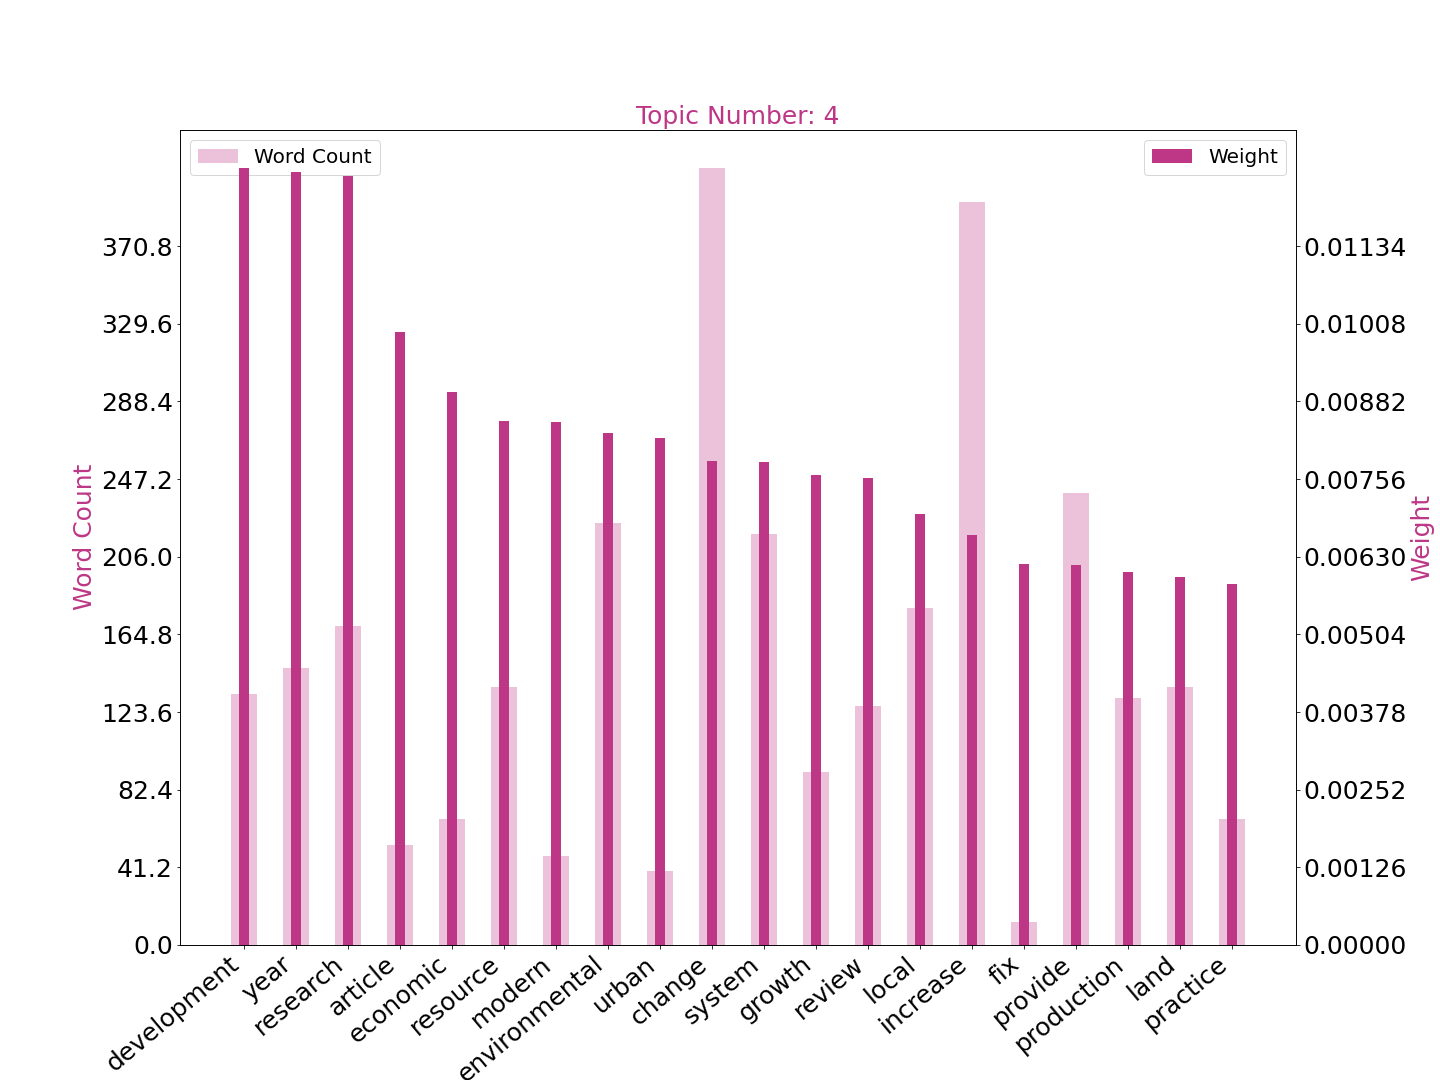 Topic Number: 4
Word Count
Weight
370.8
329.6
288.4
247.2
206.0
164.8
123.6
82.4
41.2
0.0
Word Count
0.01134
0.01008
0.00882
0.00756
0.00630
0.00504
0.00378
0.00252
0.00126
0.00000
Weight
development
year
research
article
economic
resource
modern
environmental
urban
change
system
growth
review
local
increase
fix
provide
production
land
practice